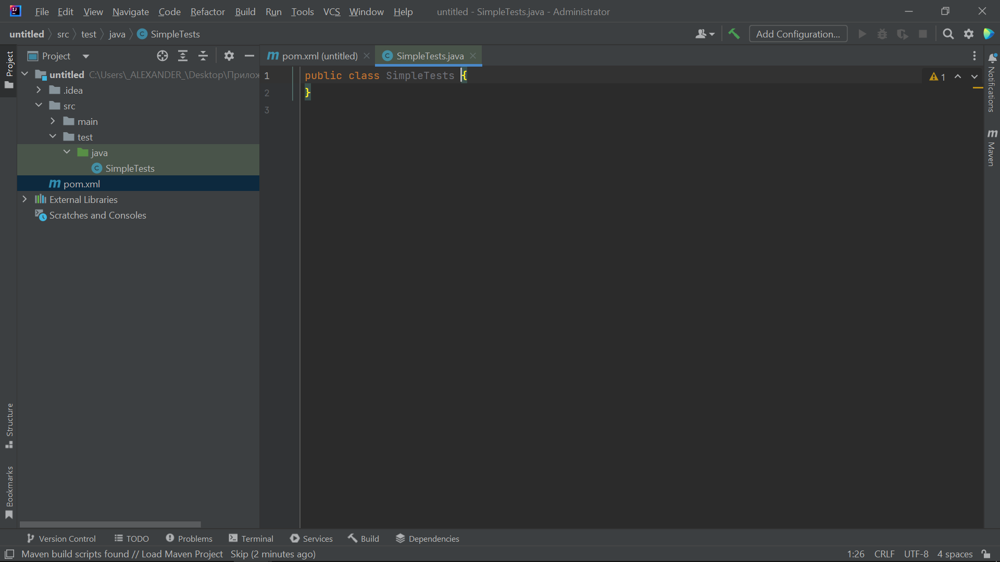 File Edit View Navigate Code Refactor Build Run Tools VCS Window Help untitled - SimpleTests.java - Administrator
untitled src test java SimpleTests Add Configuration...
Project
Project
pom.xml (untitled)
SimpleTests.java
untitled C:\Users\_ALEXANDER_\Desktop\Прилож
.idea
src
main
test
java
SimpleTests
pom.xml
External Libraries
Scratches and Consoles
1 public class SimpleTests {
2 }
3
1
Notifications
Maven
Structure
Bookmarks
Version Control TODO Problems Terminal Services Build Dependencies
Maven build scripts found // Load Maven Project Skip (2 minutes ago) 1:26 CRLF UTF-8 4 spaces